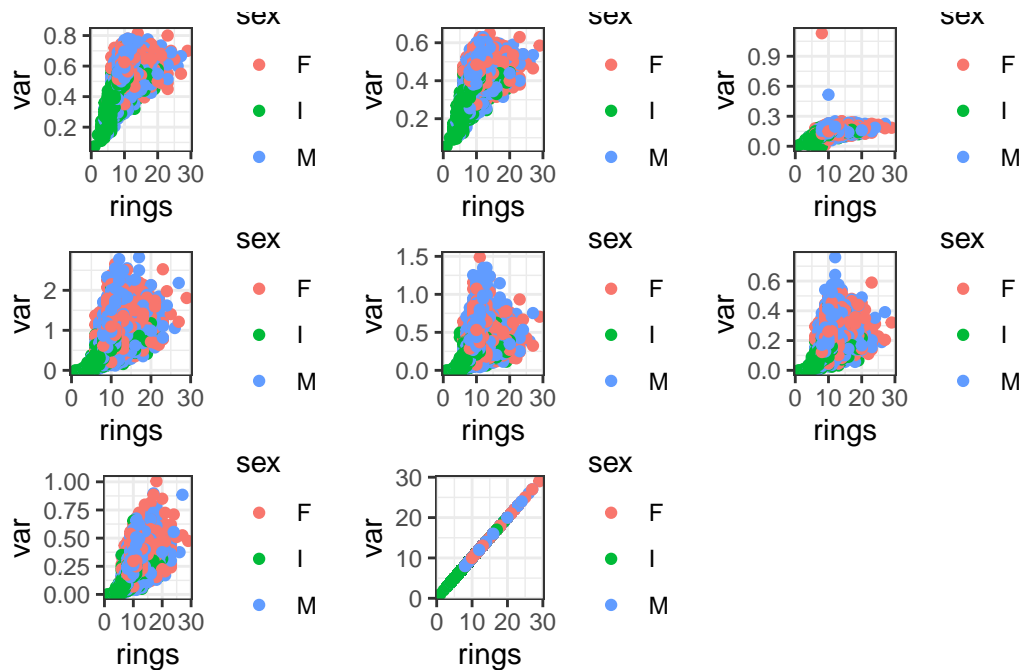 sex sex sex
0.8 F 0.6 F 0.9 F
0.6
var 0.4 I var 0.4 I var 0.6 I
0.3
0.2 M 0.2 M 0.0 M
0 10 20 30 0 10 20 30 0 10 20 30
rings rings rings
sex sex sex
2 F 1.5 F 0.6 F
var 1 I var 1.0 I var 0.4 I
0.5 0.2
0 M 0.0 M 0.0 M
0 10 20 30 0 10 20 30 0 10 20 30
rings rings rings
sex sex
1.00 F 30 F
0.75 20
var 0.50 I var I
0.25 10
0.00 M 0 M
0 10 20 30 0 10 20 30
rings rings